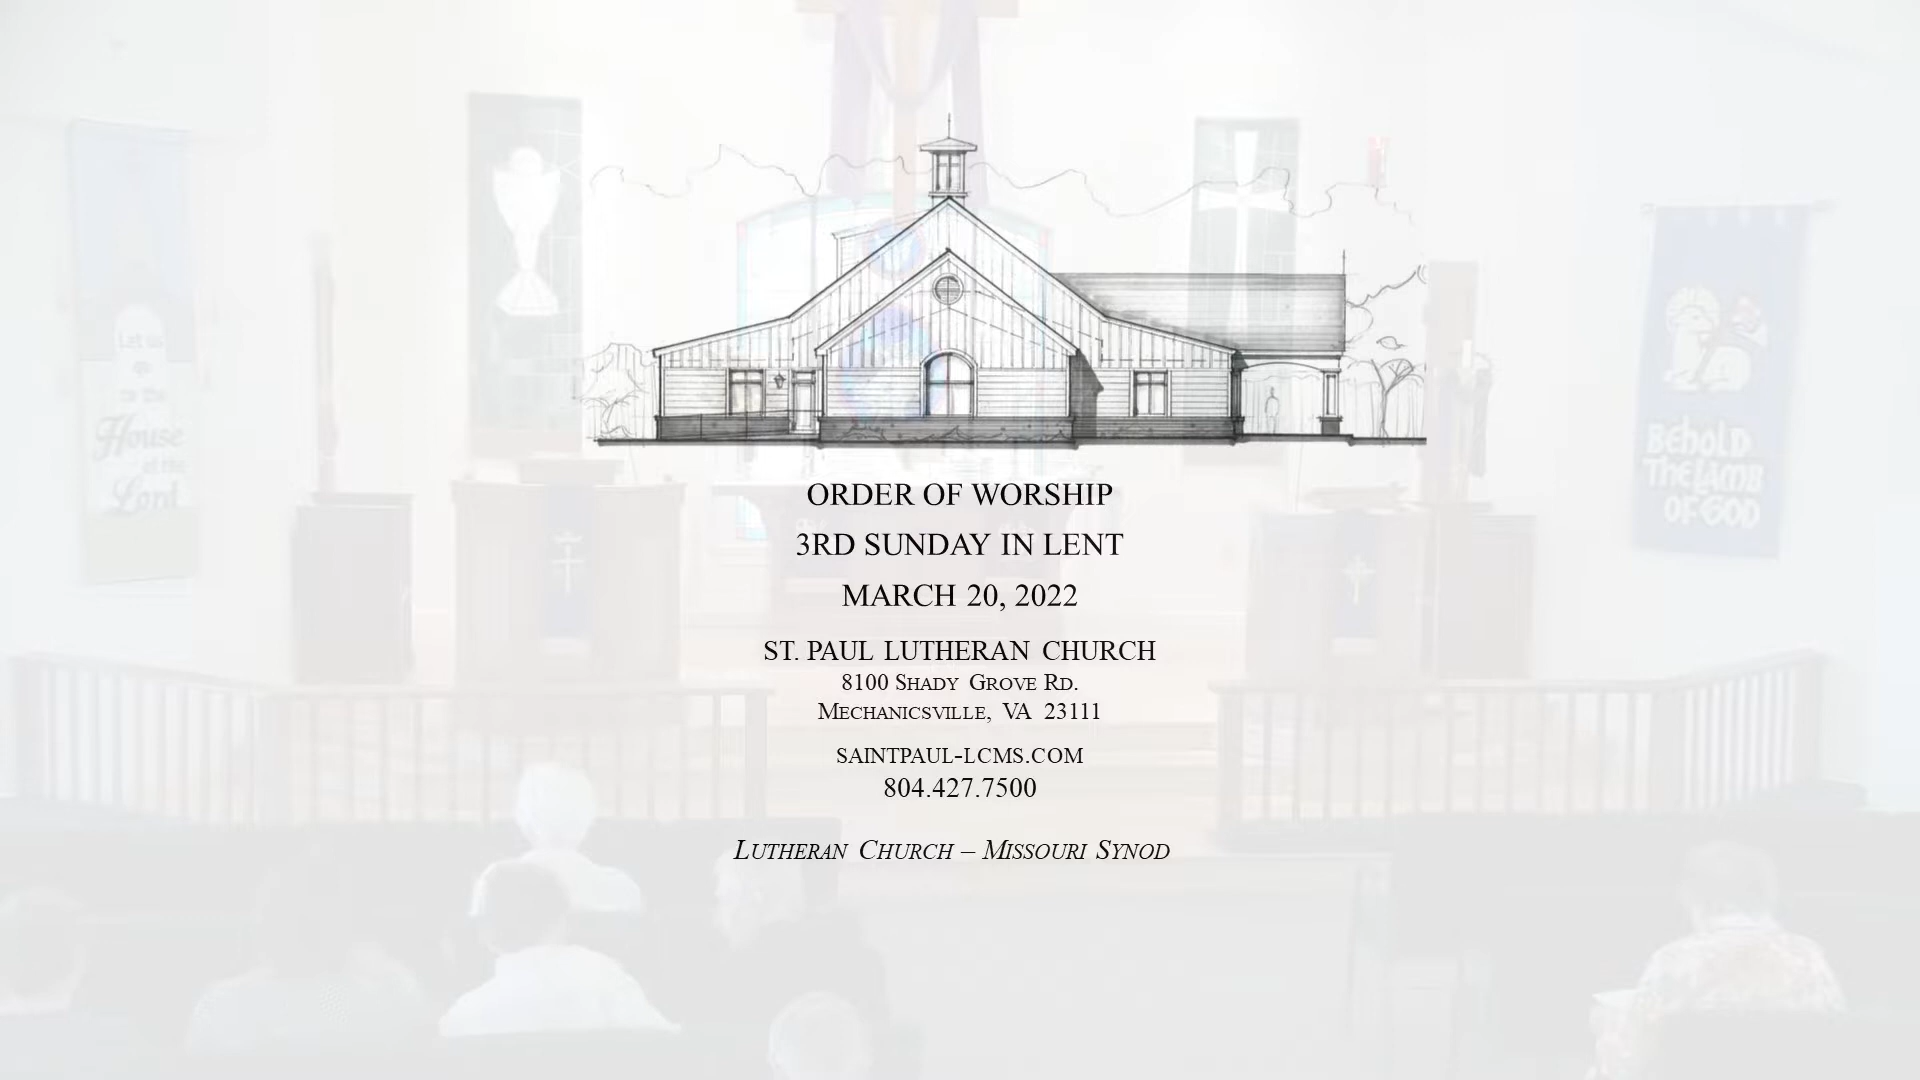 Let us
go
to the
House
of the
Lord
Behold
The Lamb
OF GOD
ORDER OF WORSHIP
3RD SUNDAY IN LENT
MARCH 20, 2022
ST. PAUL LUTHERAN CHURCH
8100 SHADY GROVE RD.
MECHANICSVILLE, VA 23111
SAINTPAUL-LCMS.COM
804.427.7500
LUTHERAN CHURCH – MISSOURI SYNOD